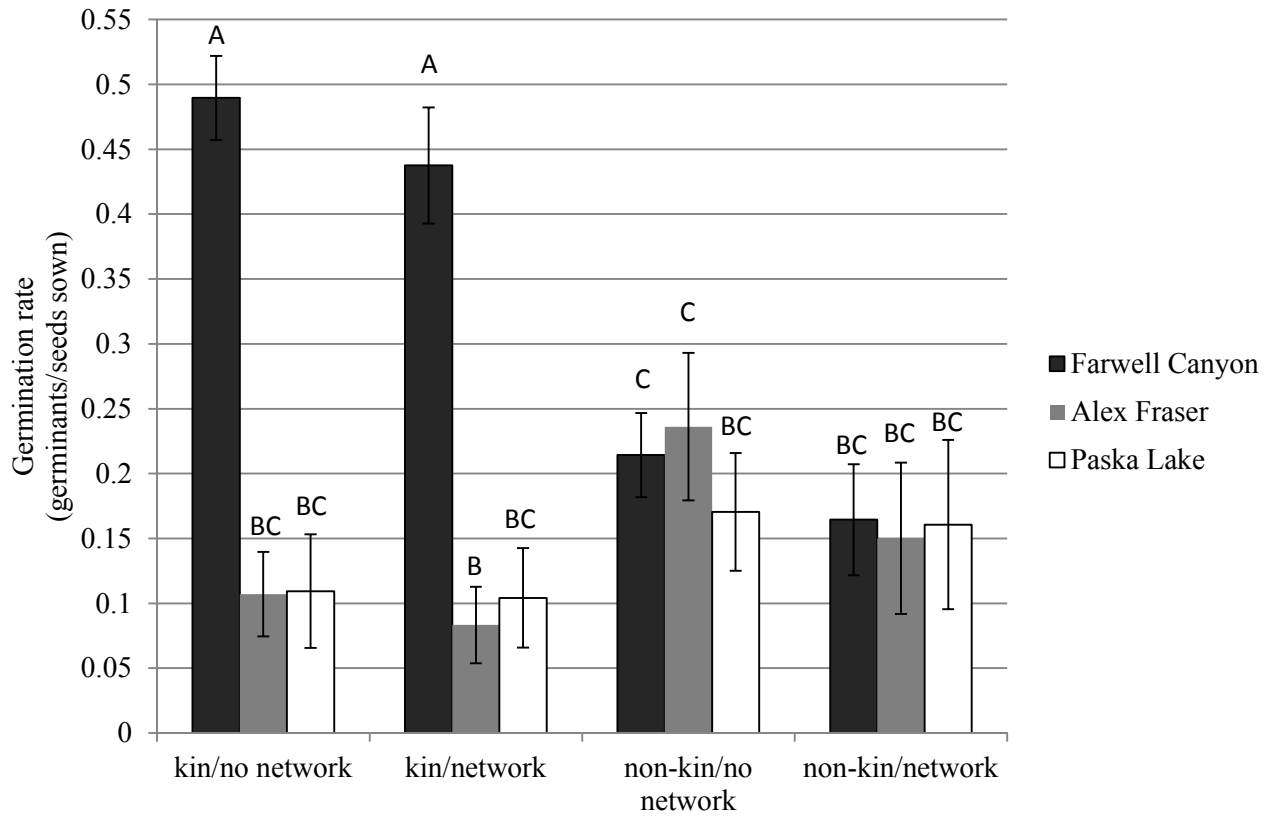 0.55
0.5
0.45
0.4
0.35
0.3
0.25
0.2
0.15
0.1
0.05
0
Germination rate
(germinants/seeds sown)
A
BC
BC
A
B
BC
C
C
BC
BC
BC
BC
kin/no network
kin/network
non-kin/no
network
non-kin/network
Farwell Canyon
Alex Fraser
Paska Lake